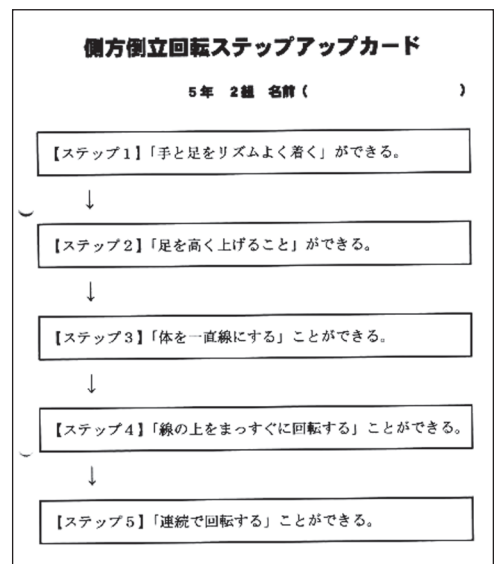 側方倒立回転ステップアップカード
5年 2組 名前( )
【ステップ1】「手と足をリズムよく着く」ができる。
↓
【ステップ2】「足を高く上げること」ができる。
↓
【ステップ3】「体を一直線にする」ことができる。
↓
【ステップ4】「線の上をまっすぐに回転する」ことができる。
↓
【ステップ5】「連続で回転する」ことができる。